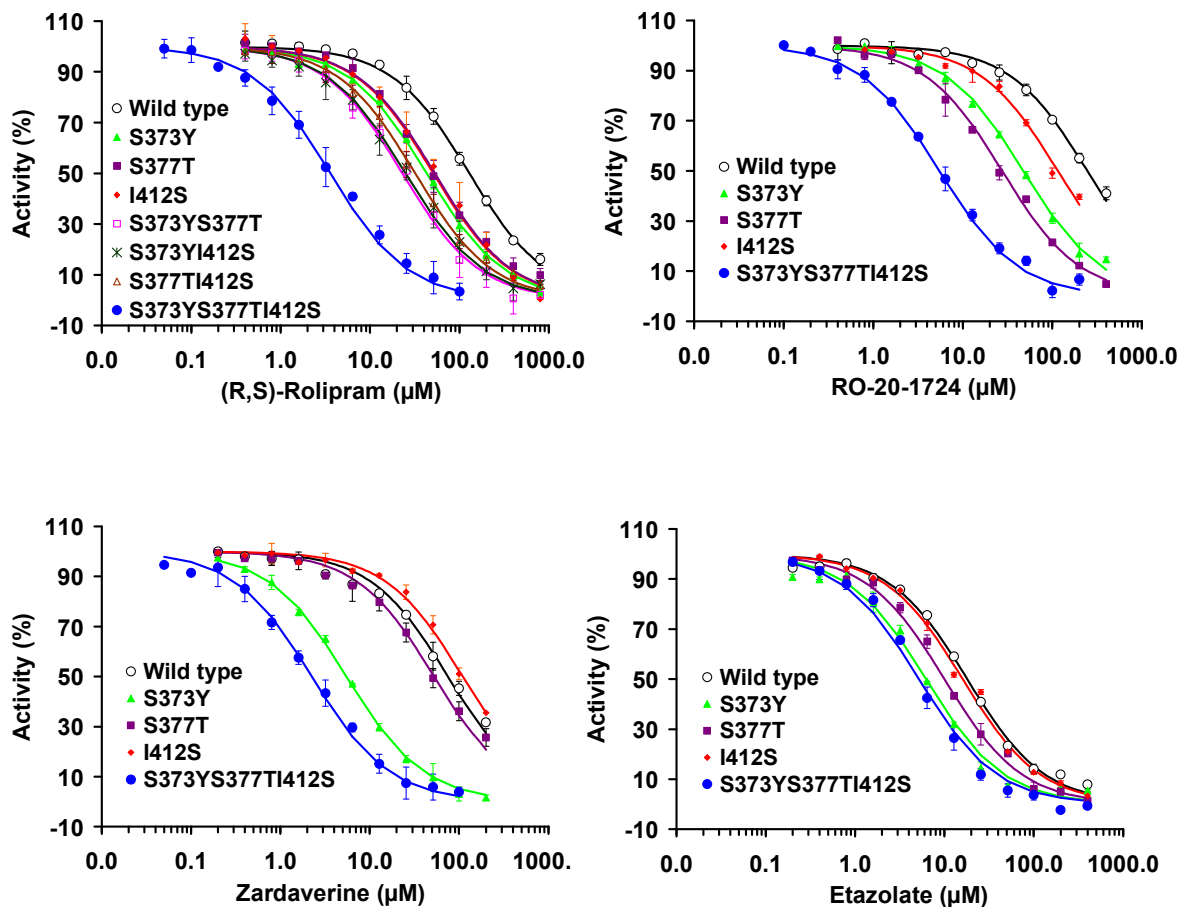 110
90
70
50
30
10
-10
Activity (%)
Wild type
S373Y
S377T
I412S
S373YS377T
S373YI412S
S377TI412S
S373YS377TI412S
0.0 0.1 1.0 10.0 100.0 1000.0
(R,S)-Rolipram (µM)
110
90
70
50
30
10
-10
Activity (%)
Wild type
S373Y
S377T
I412S
S373YS377TI412S
0.0 0.1 1.0 10.0 100.0 1000.0
RO-20-1724 (µM)
110
90
70
50
30
10
-10
Activity (%)
Wild type
S373Y
S377T
I412S
S373YS377TI412S
0.0 0.1 1.0 10.0 100.0 1000.
Zardaverine (µM)
110
90
70
50
30
10
-10
Activity (%)
Wild type
S373Y
S377T
I412S
S373YS377TI412S
0.0 0.1 1.0 10.0 100.0 1000.0
Etazolate (µM)